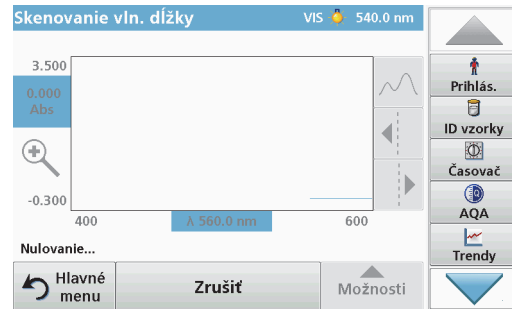 Skenovanie vln. dĺžky VIS 540.0 nm
3.500
0.000
Abs
-0.300
400 λ 560.0 nm 600
Nulovanie...
Hlavné
menu
Zrušiť
Možnosti
Prihlás.
ID vzorky
Časovač
AQA
Trendy